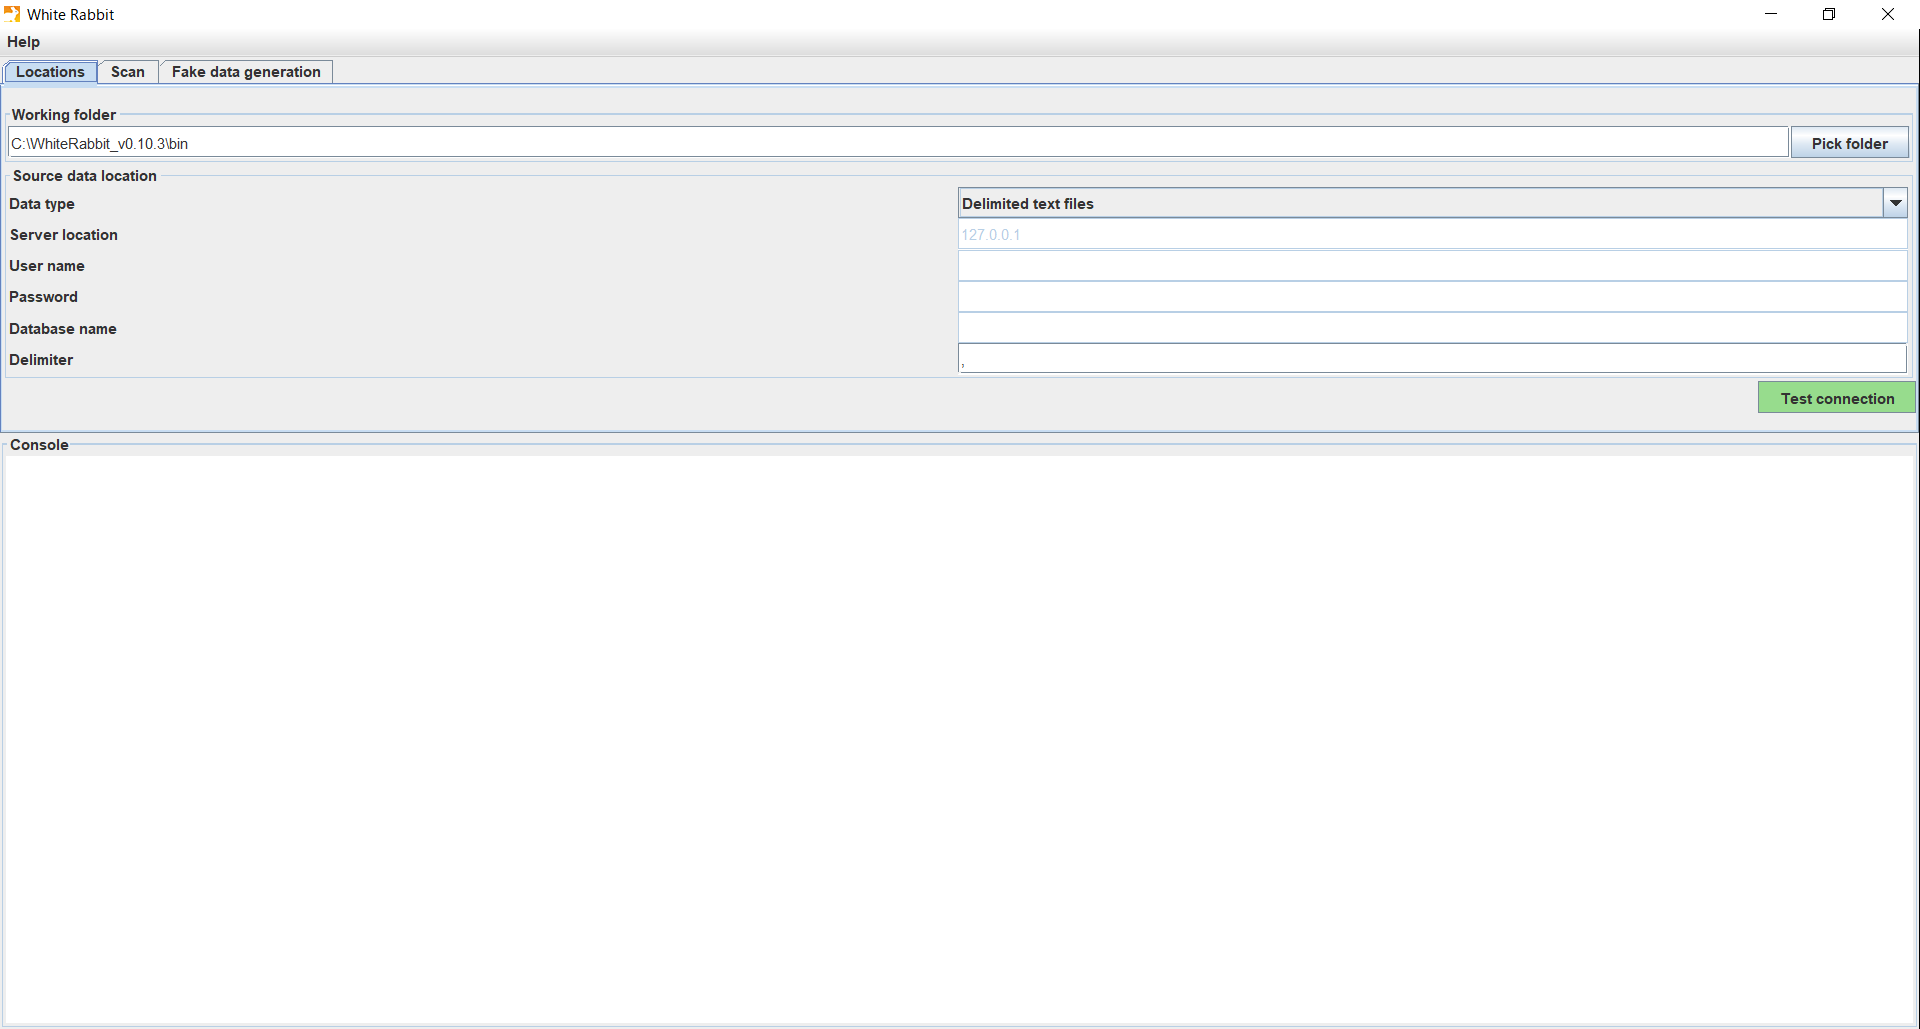 White Rabbit
Help
Locations Scan Fake data generation
Working folder
C:\WhiteRabbit_v0.10.3\bin Pick folder
Source data location
Data type Delimited text files
Server location 127.0.0.1
User name
Password
Database name
Delimiter ,
Test connection
Console